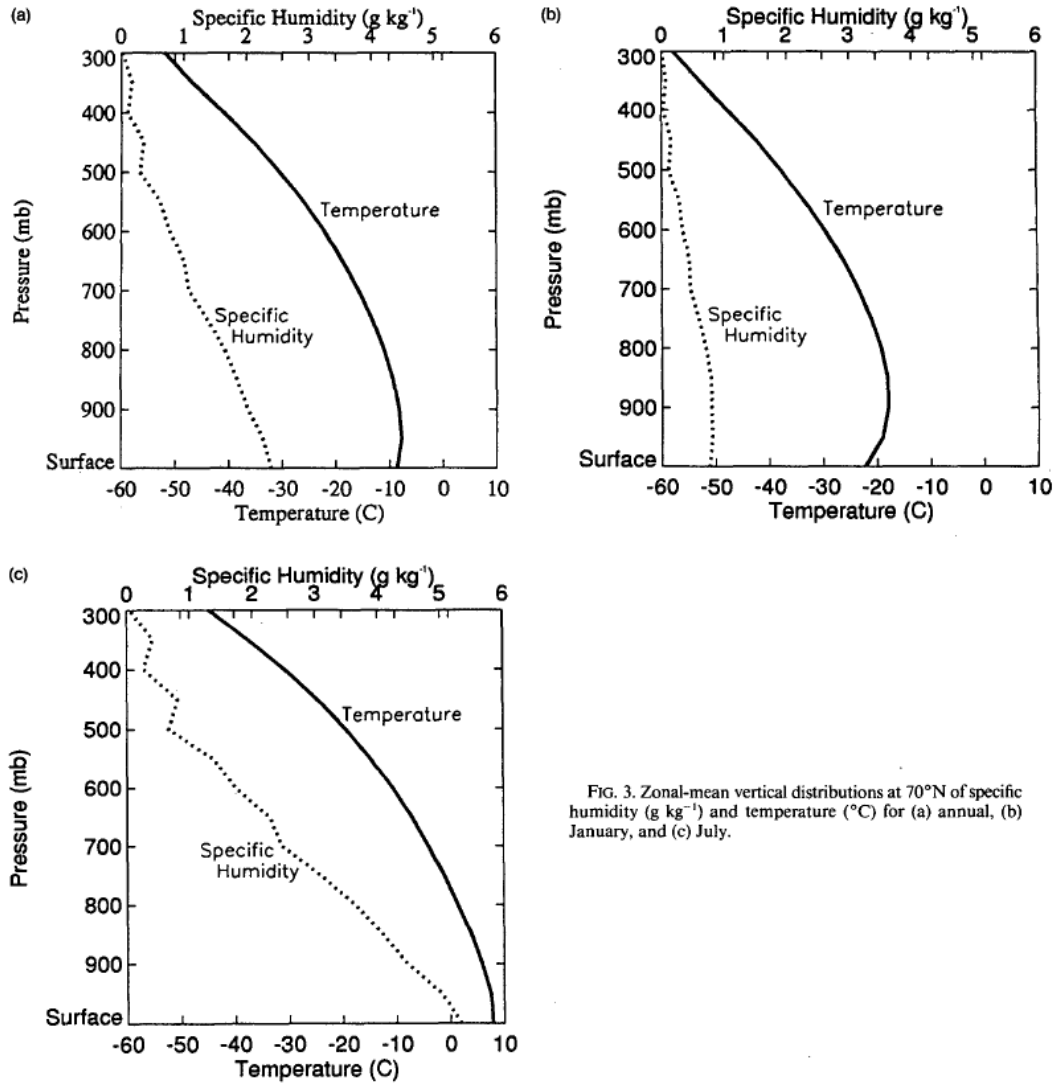 (a)
Specific Humidity (g kg⁻¹)
0 1 2 3 4 5 6
300
400
500
600
700
800
900
Surface
Pressure (mb)
Temperature
Specific
Humidity
-60 -50 -40 -30 -20 -10 0 10
Temperature (C)
(b)
Specific Humidity (g kg⁻¹)
0 1 2 3 4 5 6
300
400
500
600
700
800
900
Surface
Pressure (mb)
Temperature
Specific
Humidity
-60 -50 -40 -30 -20 -10 0 10
Temperature (C)
(c)
Specific Humidity (g kg⁻¹)
0 1 2 3 4 5 6
300
400
500
600
700
800
900
Surface
Pressure (mb)
Temperature
Specific
Humidity
-60 -50 -40 -30 -20 -10 0 10
Temperature (C)
FIG. 3. Zonal-mean vertical distributions at 70°N of specific
humidity (g kg⁻¹) and temperature (°C) for (a) annual, (b)
January, and (c) July.